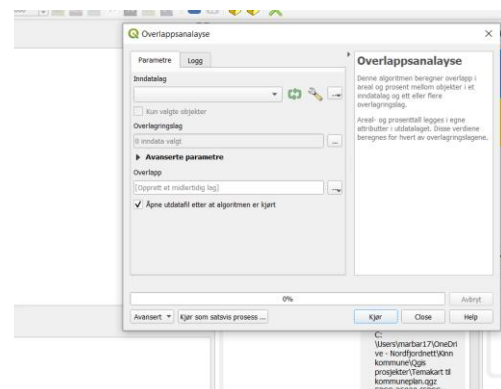 Overlappsanalyse
Parametre
Logg
Inndatalag
Kun valgte objekter
Overlagringslag
0 inndata valgt
...
Avanserte parametre
Overlapp
[Opprett et midlertidig lag]
Åpne utdatafil etter at algoritmen er kjørt
Overlappsanalyse
Denne algoritmen beregner overlapp i
areal og prosent mellom objekter i et
inndatalag og ett eller flere
overlagringslag.
Areal- og prosenttall legges i egne
attributter i utdatalaget. Disse verdiene
beregnes for hvert av overlagringslagene.
0%
Avbryt
Avansert
Kjør som satsvis prosess ...
Kjør
Close
Help
C:
\Users\marbar17\OneDri
ve - Nordfjordnett\Kinn
kommune\Qgis
prosjekter\Temakart til
kommuneplan.qgz